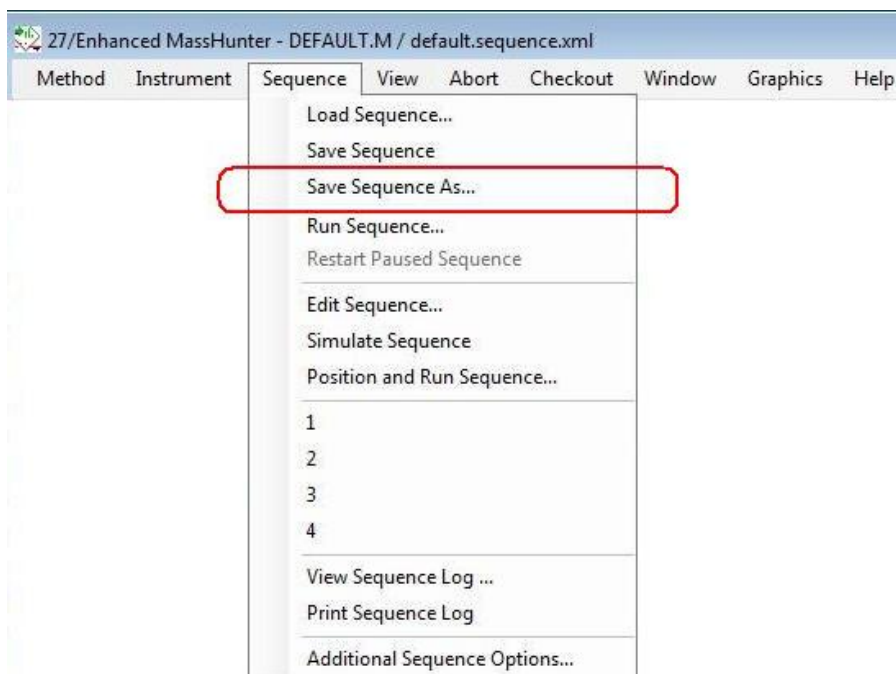 27/Enhanced MassHunter - DEFAULT.M / default.sequence.xml
Method Instrument Sequence View Abort Checkout Window Graphics Help
Load Sequence...
Save Sequence
Save Sequence As...
Run Sequence...
Restart Paused Sequence
Edit Sequence...
Simulate Sequence
Position and Run Sequence...
1
2
3
4
View Sequence Log ...
Print Sequence Log
Additional Sequence Options...